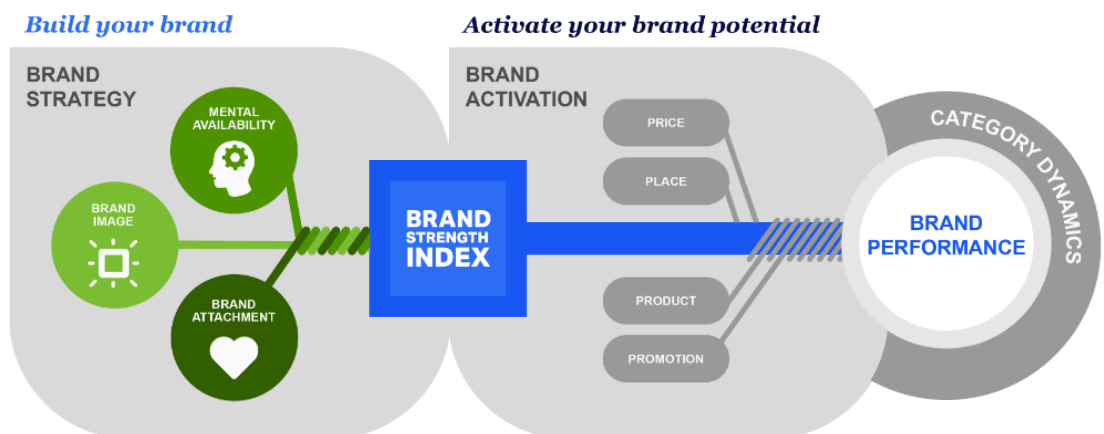 Build your brand
Activate your brand potential
BRAND
STRATEGY
MENTAL
AVAILABILITY
BRAND
IMAGE
BRAND
ATTACHMENT
BRAND
STRENGTH
INDEX
BRAND
ACTIVATION
PRICE
PLACE
PRODUCT
PROMOTION
BRAND
PERFORMANCE
CATEGORY DYNAMICS